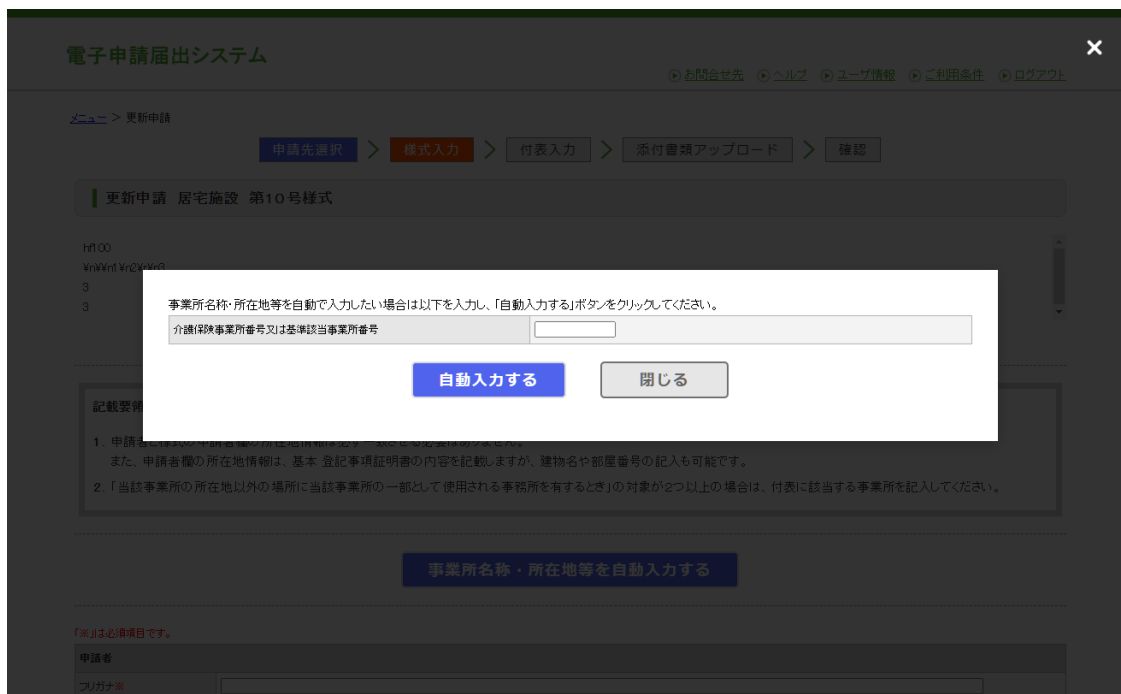 電子申請届出システム
お問合せ先 ヘルプ ユーザ情報 ご利用条件 ログアウト
メニュー > 更新申請
申請先選択 > 様式入力 > 付表入力 > 添付書類アップロード > 確認
更新申請 居宅施設 第10号様式
hf100
3
3
事業所名称・所在地等を自動で入力したい場合は以下を入力し、「自動入力する」ボタンをクリックしてください。
介護保険事業所番号又は基準該当事業所番号
自動入力する 閉じる
記載要領
また、申請者欄の所在地情報は、基本 登記事項証明書の内容を記載しますが、建物名や部屋番号の記入も可能です。
2.「当該事業所の所在地以外の場所に当該事業所の一部として使用される事務所を有するとき」の対象が2つ以上の場合は、付表に該当する事業所を記入してください。
事業所名称・所在地等を自動入力する
「※」は必須項目です。
申請者
フリガナ※